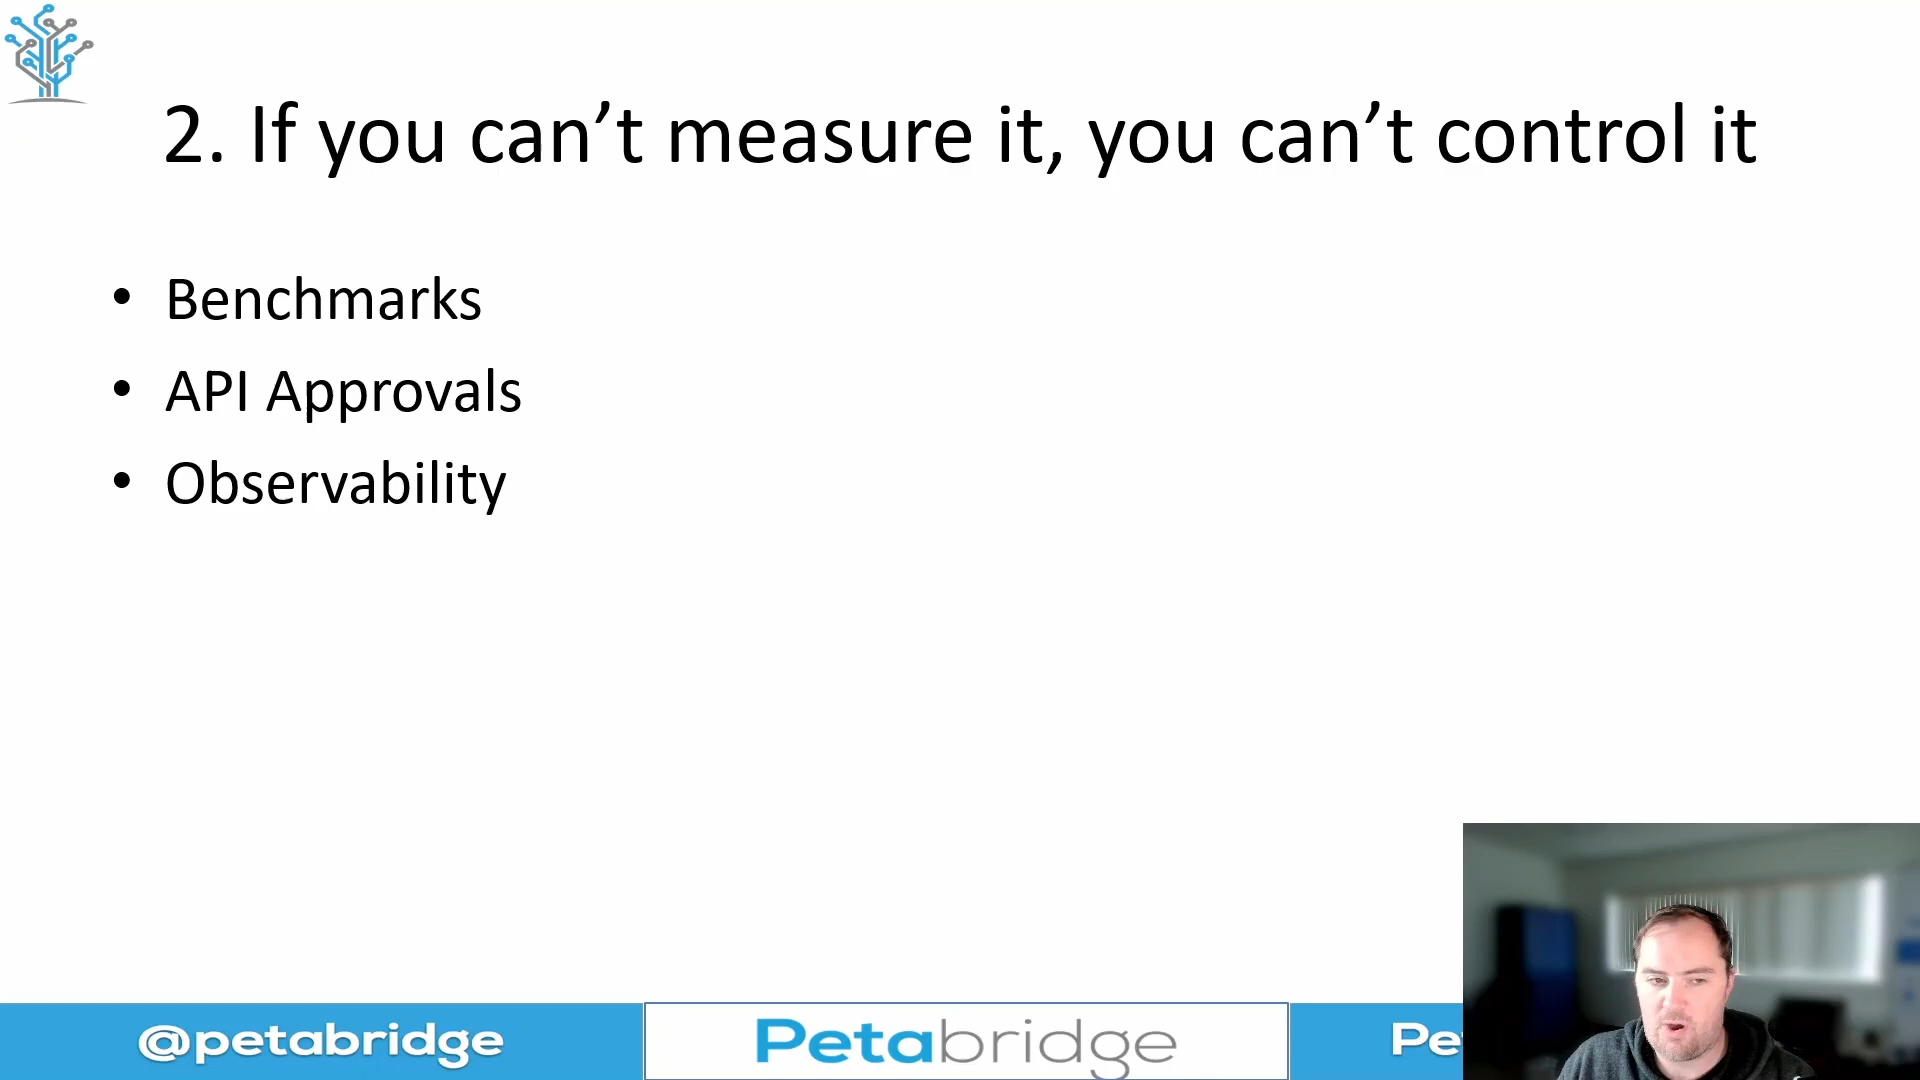 2. If you can’t measure it, you can’t control it
• Benchmarks
• API Approvals
• Observability
@petabridge
Petabridge
Pe